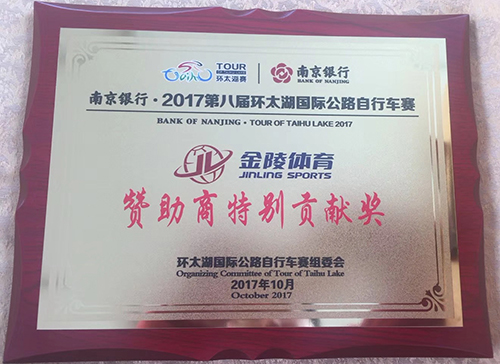 TOUR
OF TAIHU LAKE
环太湖赛
南京银行
BANK OF NANJING
南京银行·2017第八届环太湖国际公路自行车赛
BANK OF NANJING · TOUR OF TAIHU LAKE 2017
金陵体育
JINLING SPORTS
赞助商特别贡献奖
环太湖国际公路自行车赛组委会
Organizing Committee of Tour of Taihu Lake
2017年10月
October 2017